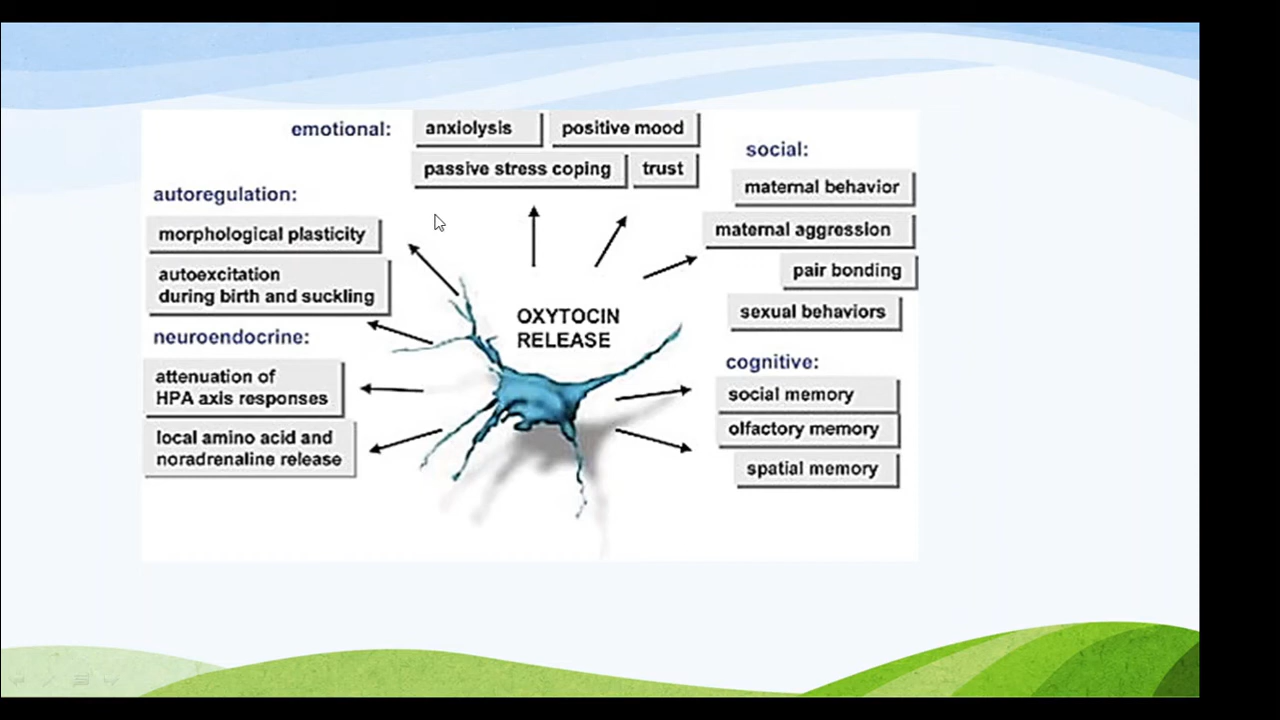 emotional:
anxiolysis
positive mood
passive stress coping
trust
social:
maternal behavior
maternal aggression
pair bonding
sexual behaviors
autoregulation:
morphological plasticity
autoexcitation
during birth and suckling
neuroendocrine:
attenuation of
HPA axis responses
local amino acid and
noradrenaline release
OXYTOCIN
RELEASE
cognitive:
social memory
olfactory memory
spatial memory